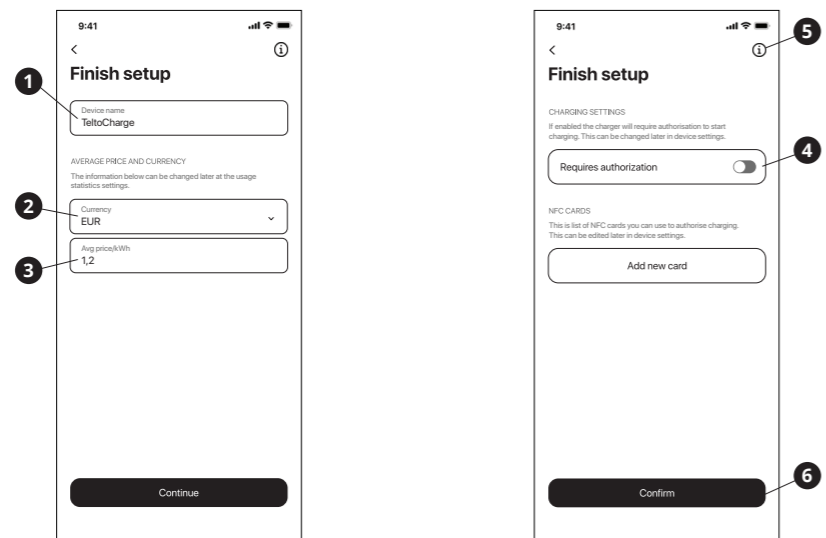 9:41
Finish setup
1
Device name
TeltoCharge
AVERAGE PRICE AND CURRENCY
The information below can be changed later at the usage
statistics settings.
2
Currency
EUR
Avg price/kWh
3
1,2
Continue
9:41
5
Finish setup
CHARGING SETTINGS
If enabled the charger will require authorisation to start
charging. This can be changed later in device settings.
4
Requires authorization
NFC CARDS
This is list of NFC cards you can use to authorise charging.
This can be edited later in device settings.
Add new card
6
Confirm